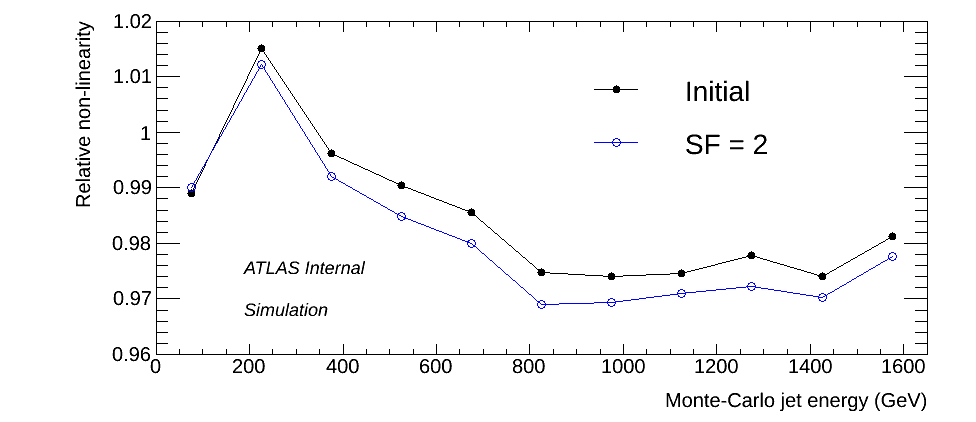 Relative non-linearity
1.02
1.01
1
0.99
0.98
0.97
0.96
Initial
SF = 2
ATLAS Internal
Simulation
0 200 400 600 800 1000 1200 1400 1600
Monte-Carlo jet energy (GeV)